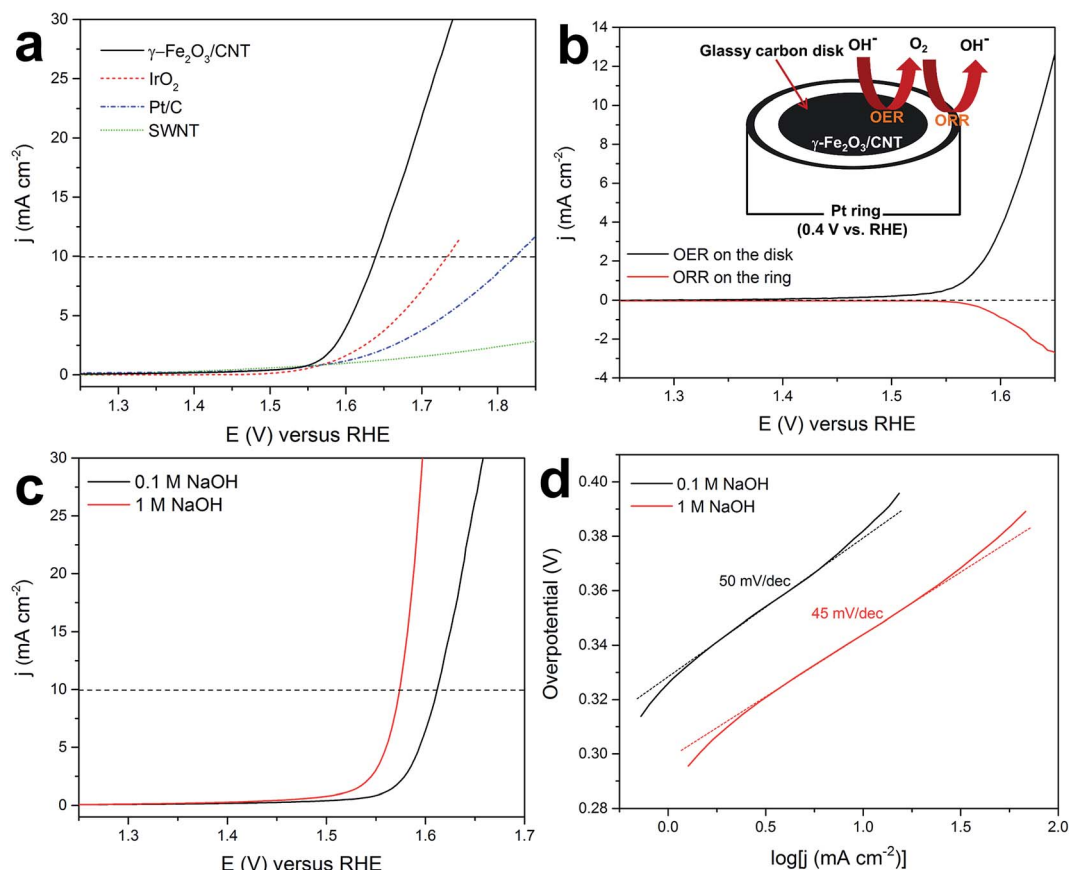 a
30
25
20
15
10
5
0
j (mA cm⁻²)
γ−Fe₂O₃/CNT
IrO₂
Pt/C
SWNT
1.3 1.4 1.5 1.6 1.7 1.8
E (V) versus RHE
b
14
12
10
8
6
4
2
0
-2
-4
j (mA cm⁻²)
Glassy carbon disk
OH⁻ O₂ OH⁻
OER ORR
γ-Fe₂O₃/CNT
Pt ring
(0.4 V vs. RHE)
OER on the disk
ORR on the ring
1.3 1.4 1.5 1.6
E (V) versus RHE
c
30
25
20
15
10
5
0
j (mA cm⁻²)
0.1 M NaOH
1 M NaOH
1.3 1.4 1.5 1.6 1.7
E (V) versus RHE
d
0.40
0.38
0.36
0.34
0.32
0.30
0.28
Overpotential (V)
0.1 M NaOH
1 M NaOH
50 mV/dec
45 mV/dec
0.0 0.5 1.0 1.5 2.0
log[j (mA cm⁻²)]